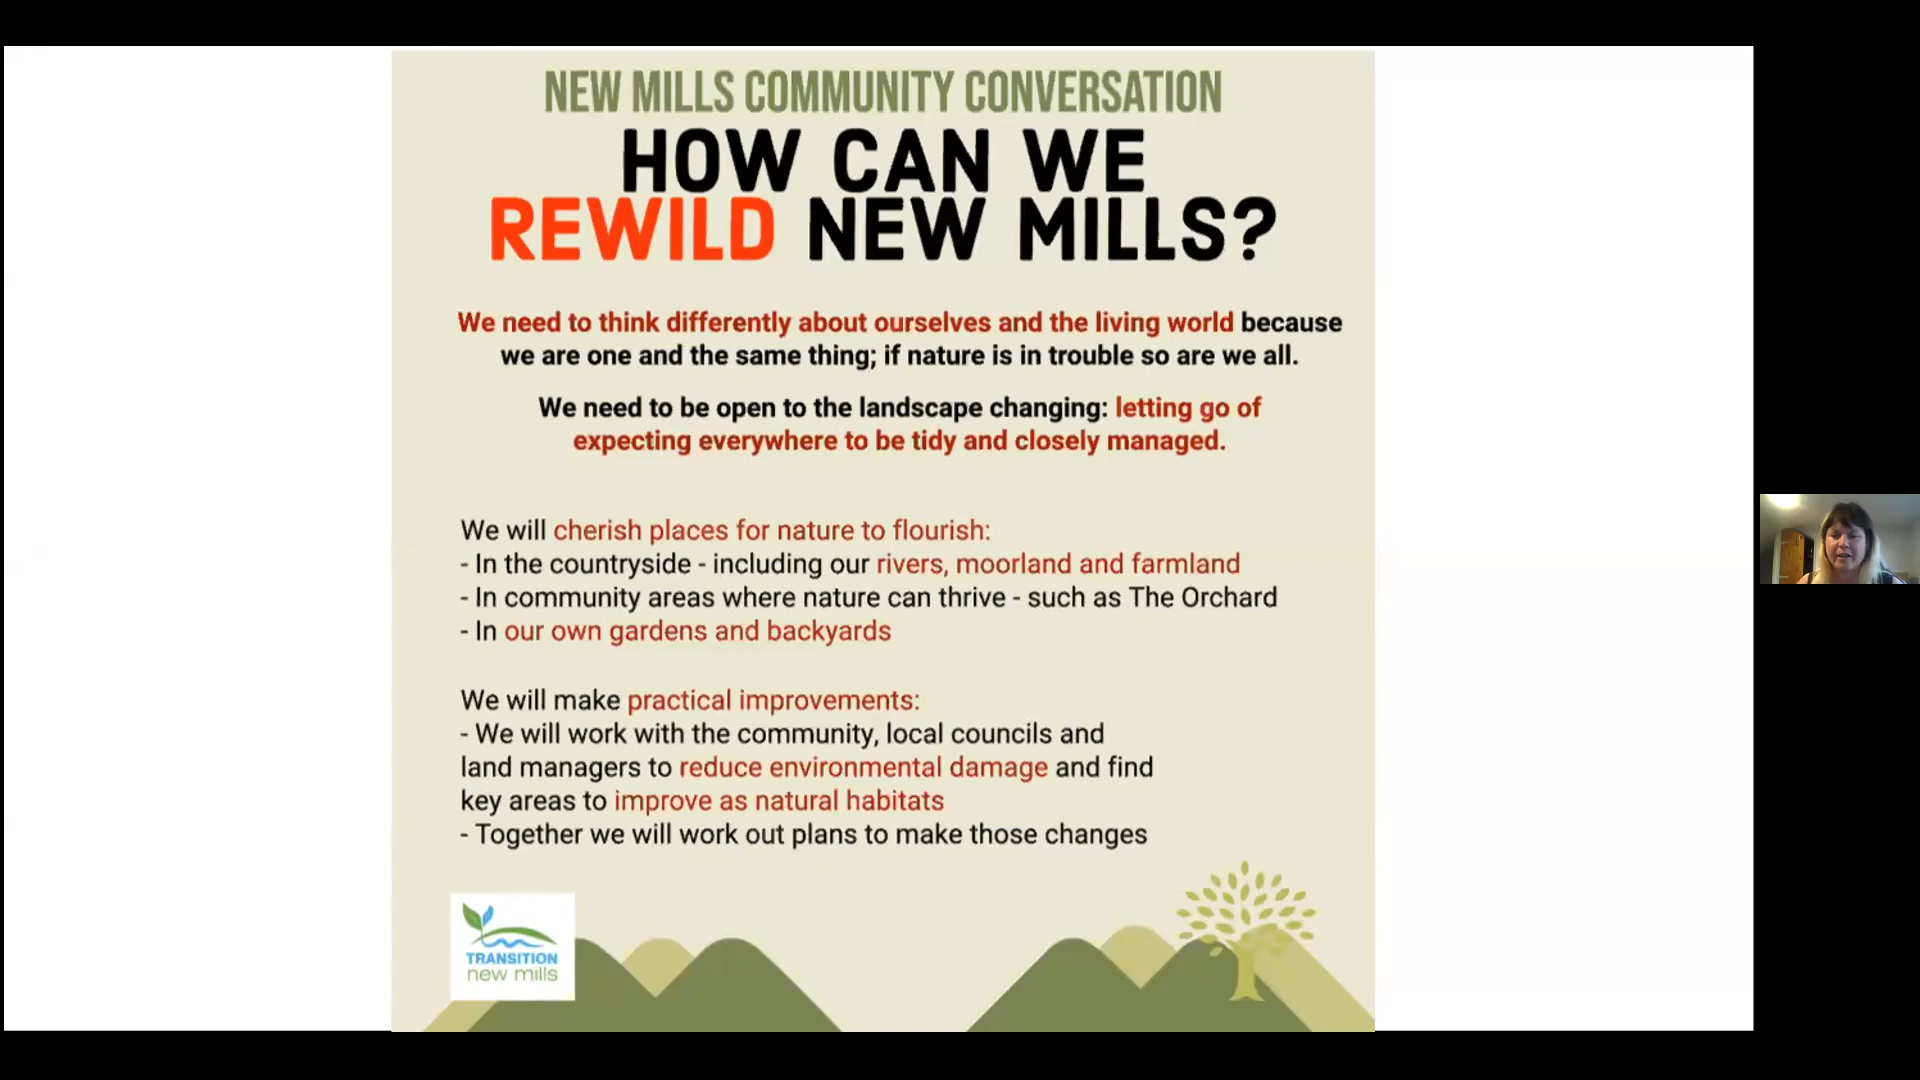 NEW MILLS COMMUNITY CONVERSATION
HOW CAN WE
REWILD NEW MILLS?
We need to think differently about ourselves and the living world because
we are one and the same thing; if nature is in trouble so are we all.
We need to be open to the landscape changing: letting go of
expecting everywhere to be tidy and closely managed.
We will cherish places for nature to flourish:
- In the countryside - including our rivers, moorland and farmland
- In community areas where nature can thrive - such as The Orchard
- In our own gardens and backyards
We will make practical improvements:
- We will work with the community, local councils and
land managers to reduce environmental damage and find
key areas to improve as natural habitats
- Together we will work out plans to make those changes
TRANSITION
new mills